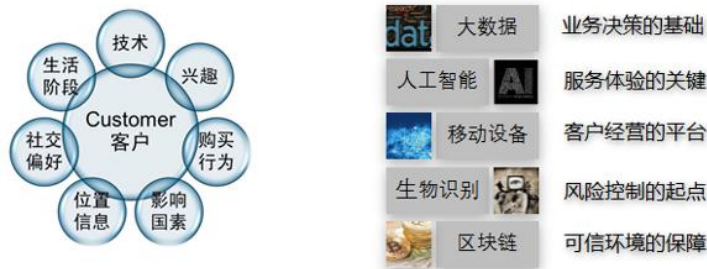 技术
生活
阶段
兴趣
Customer
客户
社交
偏好
购买
行为
位置
信息
影响
国素
dat
大数据
业务决策的基础
人工智能
AI
服务体验的关键
移动设备
客户经营的平台
生物识别
风险控制的起点
区块链
可信环境的保障